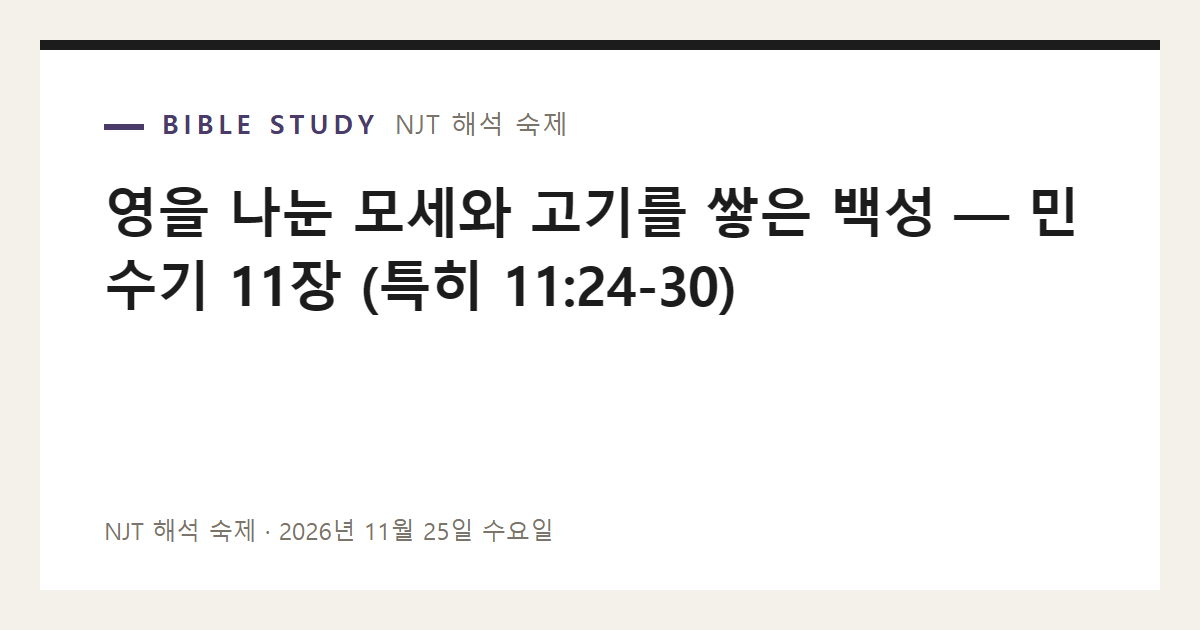 BIBLE STUDY NJT 해석 숙제
영을 나눈 모세와 고기를 쌓은 백성 — 민
수기 11장 (특히 11:24-30)
NJT 해석 숙제 · 2026년 11월 25일 수요일